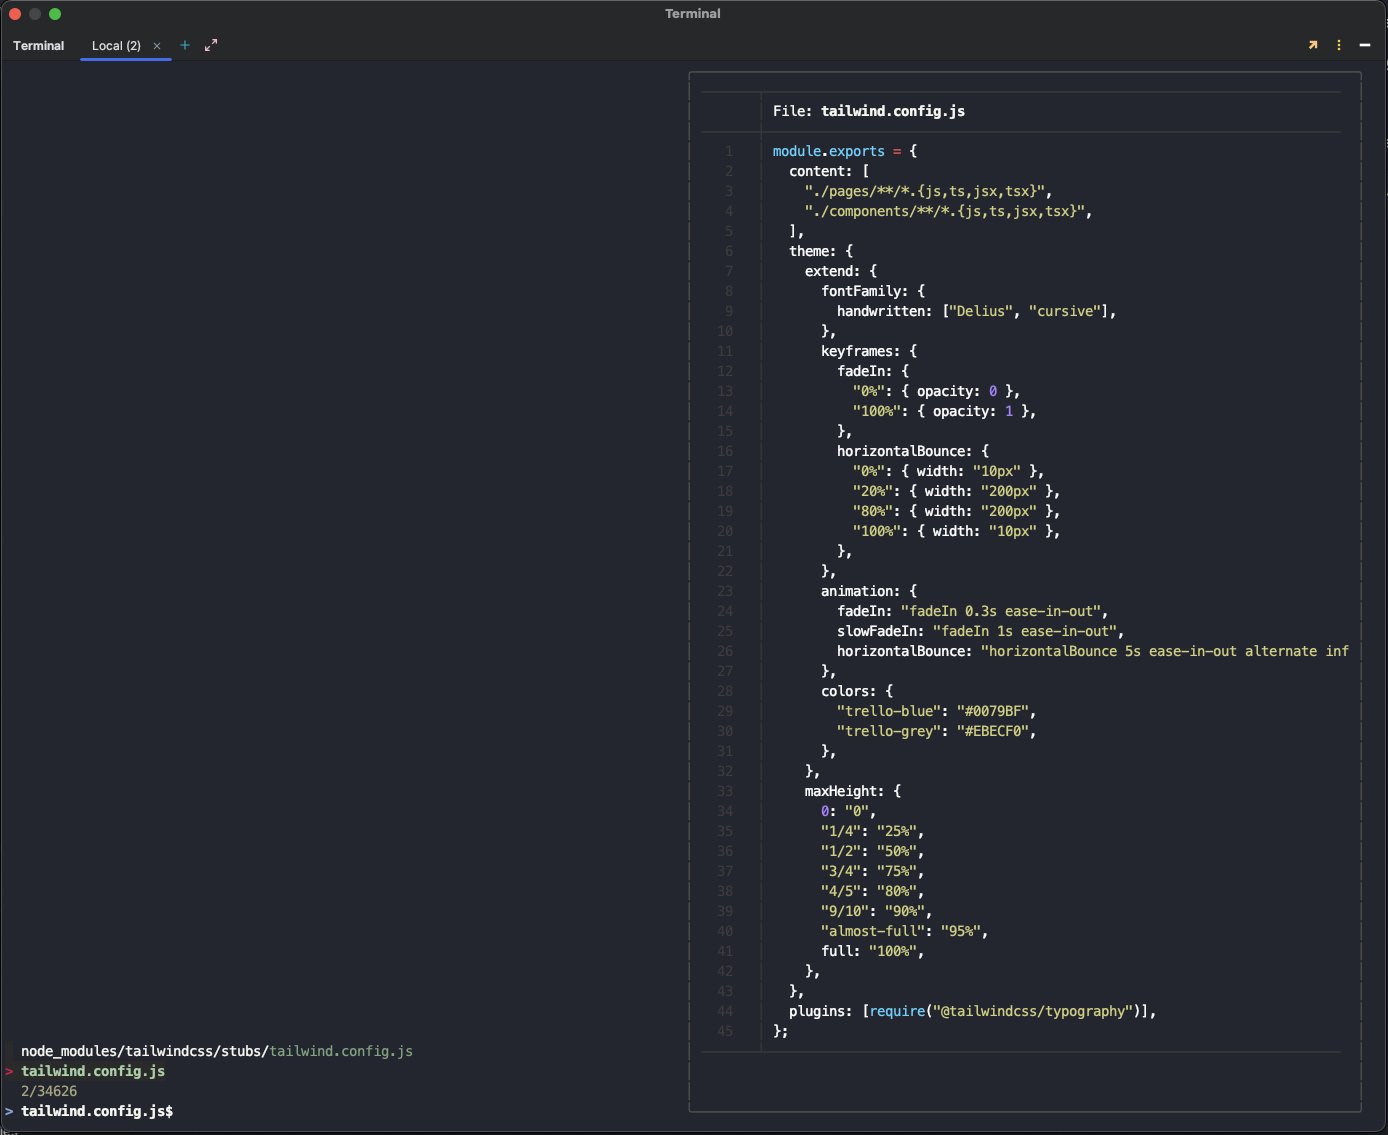 Terminal
Terminal Local (2) × +
File: tailwind.config.js
1 module.exports = {
2 content: [
3 "./pages/**/*.{js,ts,jsx,tsx}",
4 "./components/**/*.{js,ts,jsx,tsx}",
5 ],
6 theme: {
7 extend: {
8 fontFamily: {
9 handwritten: ["Delius", "cursive"],
10 },
11 keyframes: {
12 fadeIn: {
13 "0%": { opacity: 0 },
14 "100%": { opacity: 1 },
15 },
16 horizontalBounce: {
17 "0%": { width: "10px" },
18 "20%": { width: "200px" },
19 "80%": { width: "200px" },
20 "100%": { width: "10px" },
21 },
22 },
23 animation: {
24 fadeIn: "fadeIn 0.3s ease-in-out",
25 slowFadeIn: "fadeIn 1s ease-in-out",
26 horizontalBounce: "horizontalBounce 5s ease-in-out alternate inf
27 },
28 colors: {
29 "trello-blue": "#0079BF",
30 "trello-grey": "#EBECF0",
31 },
32 },
33 maxHeight: {
34 0: "0",
35 "1/4": "25%",
36 "1/2": "50%",
37 "3/4": "75%",
38 "4/5": "80%",
39 "9/10": "90%",
40 "almost-full": "95%",
41 full: "100%",
42 },
43 },
44 plugins: [require("@tailwindcss/typography")],
45 };
node_modules/tailwindcss/stubs/tailwind.config.js
> tailwind.config.js
2/34626
> tailwind.config.js$